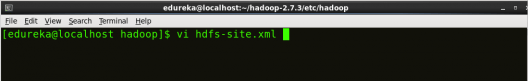 edureka@localhost:~/hadoop-2.7.3/etc/hadoop
File Edit View Search Terminal Help
[edureka@localhost hadoop]$ vi hdfs-site.xml